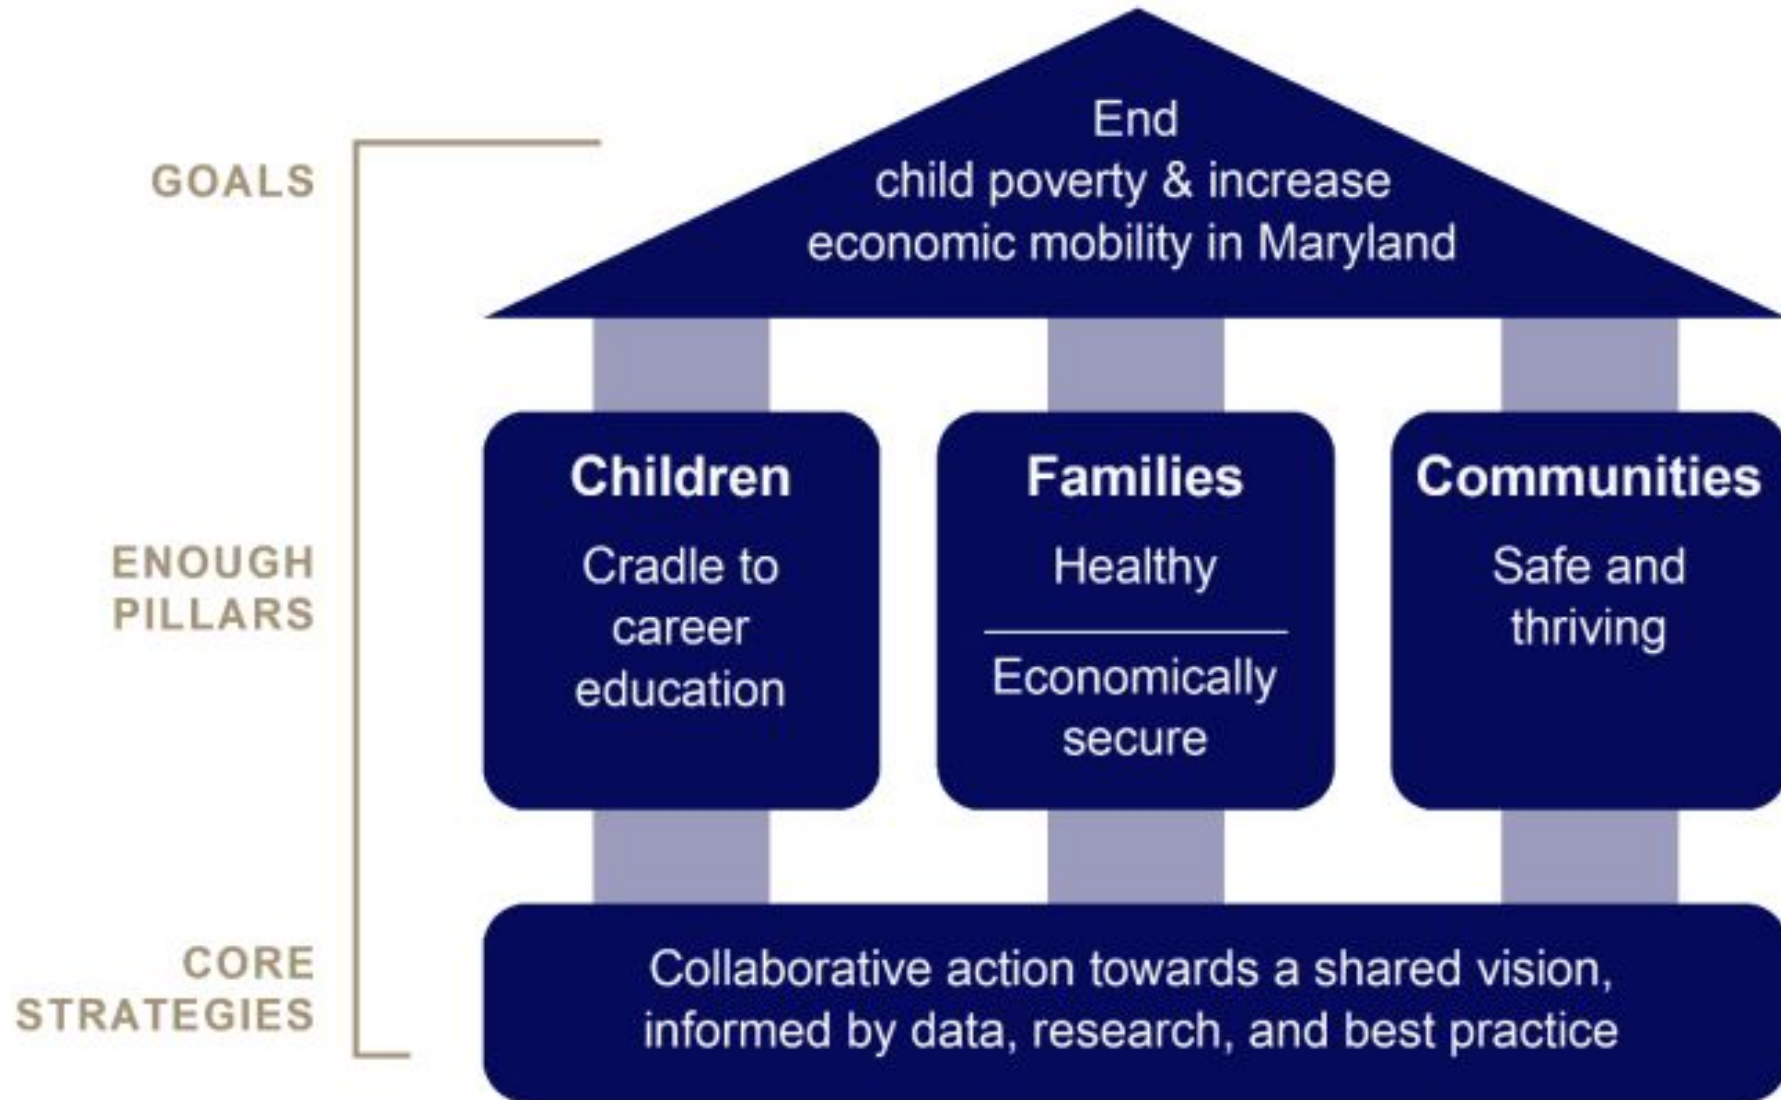 GOALS
End
child poverty & increase
economic mobility in Maryland
ENOUGH
PILLARS
Children
Cradle to
career
education
Families
Healthy
Economically
secure
Communities
Safe and
thriving
CORE
STRATEGIES
Collaborative action towards a shared vision,
informed by data, research, and best practice